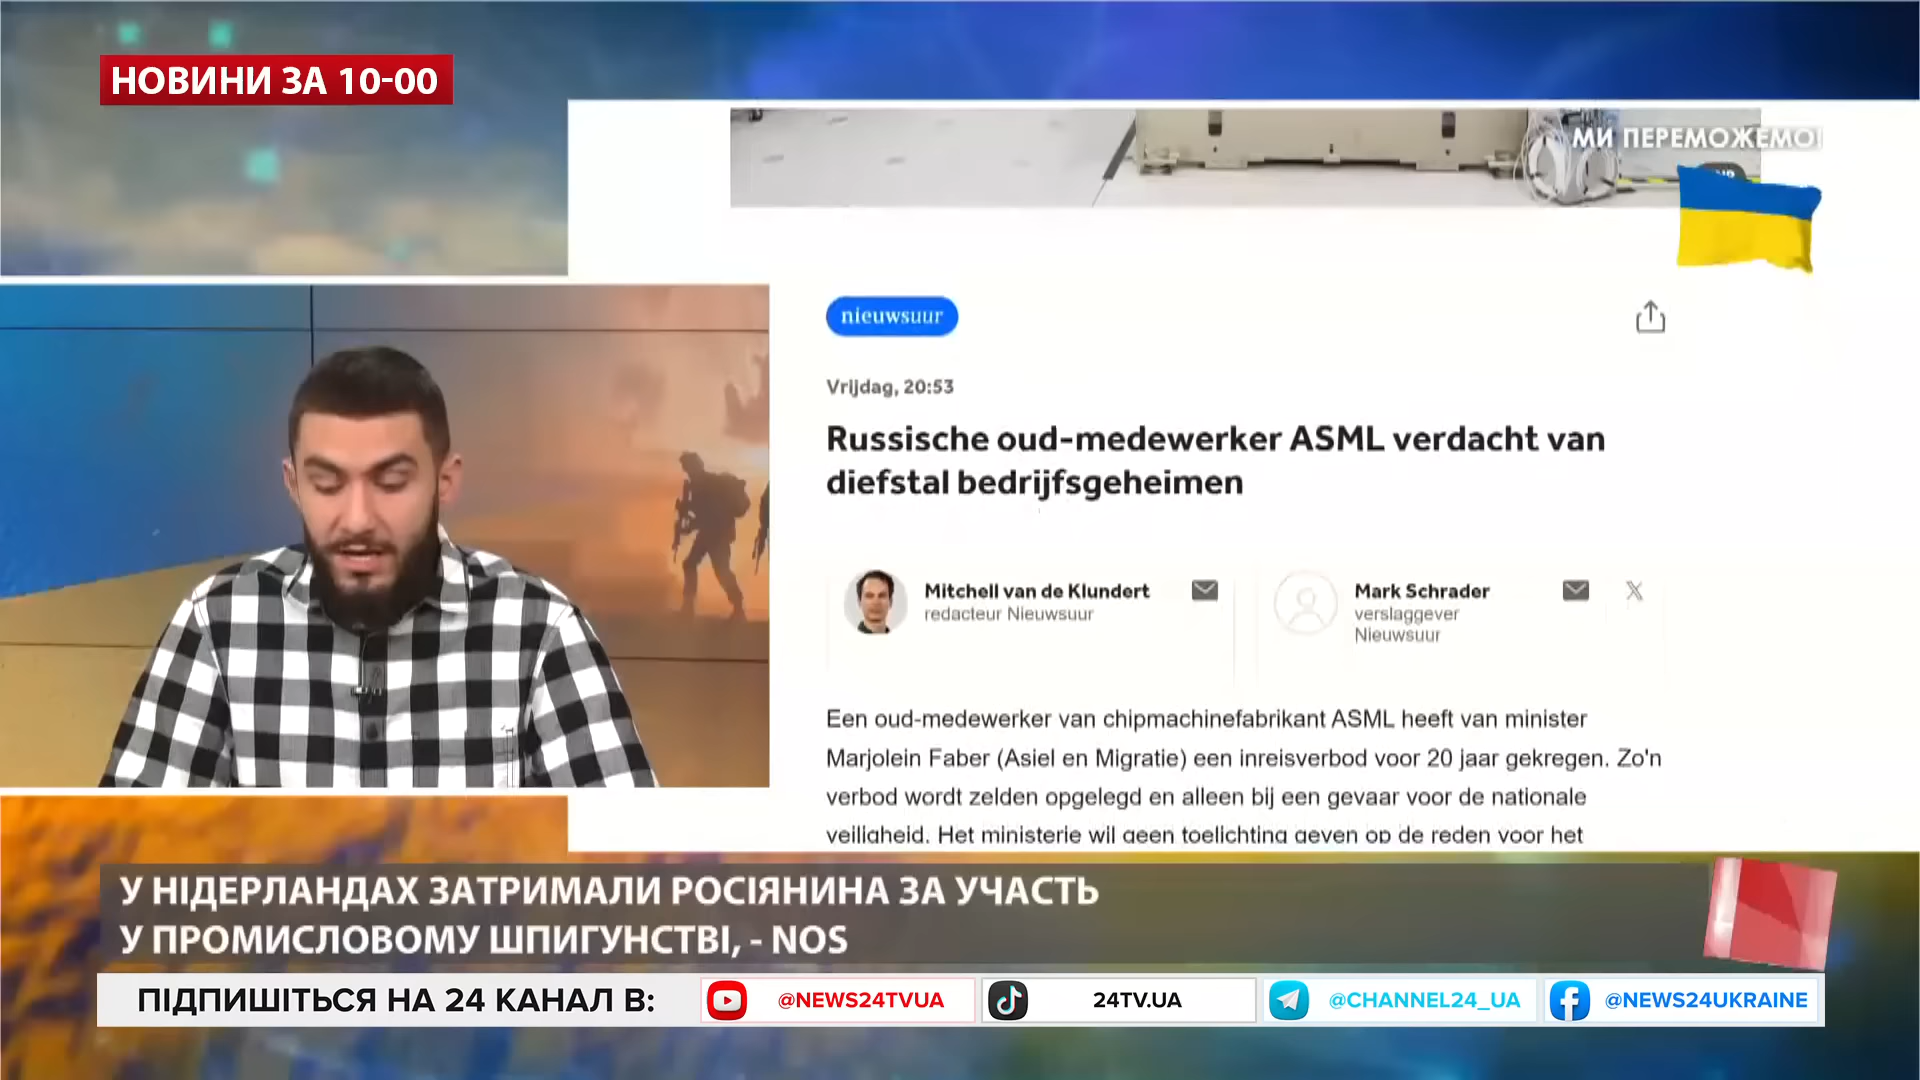 НОВИНИ ЗА 10-00
МИ ПЕРЕМОЖЕМО!
nieuwsuur
Vrijdag, 20:53
Russische oud-medewerker ASML verdacht van
diefstal bedrijfsgeheimen
Mitchell van de Klundert
redacteur Nieuwsuur
Mark Schrader
verslaggever
Nieuwsuur
Een oud-medewerker van chipmachinefabrikant ASML heeft van minister
Marjolein Faber (Asiel en Migratie) een inreisverbod voor 20 jaar gekregen. Zo'n
verbod wordt zelden opgelegd en alleen bij een gevaar voor de nationale
veiligheid. Het ministerie wil geen toelichting geven op de reden voor het
У НІДЕРЛАНДАХ ЗАТРИМАЛИ РОСІЯНИНА ЗА УЧАСТЬ
У ПРОМИСЛОВОМУ ШПИГУНСТВІ, - NOS
ПІДПИШІТЬСЯ НА 24 КАНАЛ В:
@NEWS24TVUA
24TV.UA
@CHANNEL24_UA
@NEWS24UKRAINE